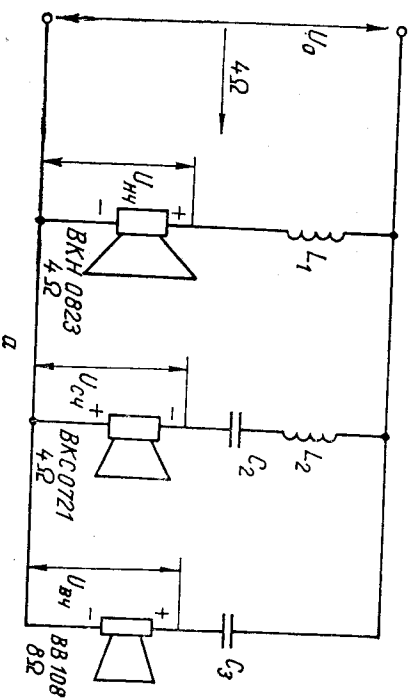 U₀
4Ω
Uнч
+
−
ВКН 0823
4Ω
L₁
Uсч
−
+
ВКС 0721
4Ω
C₂
L₂
Uвч
+
−
ВВ 108
8Ω
C₃
а